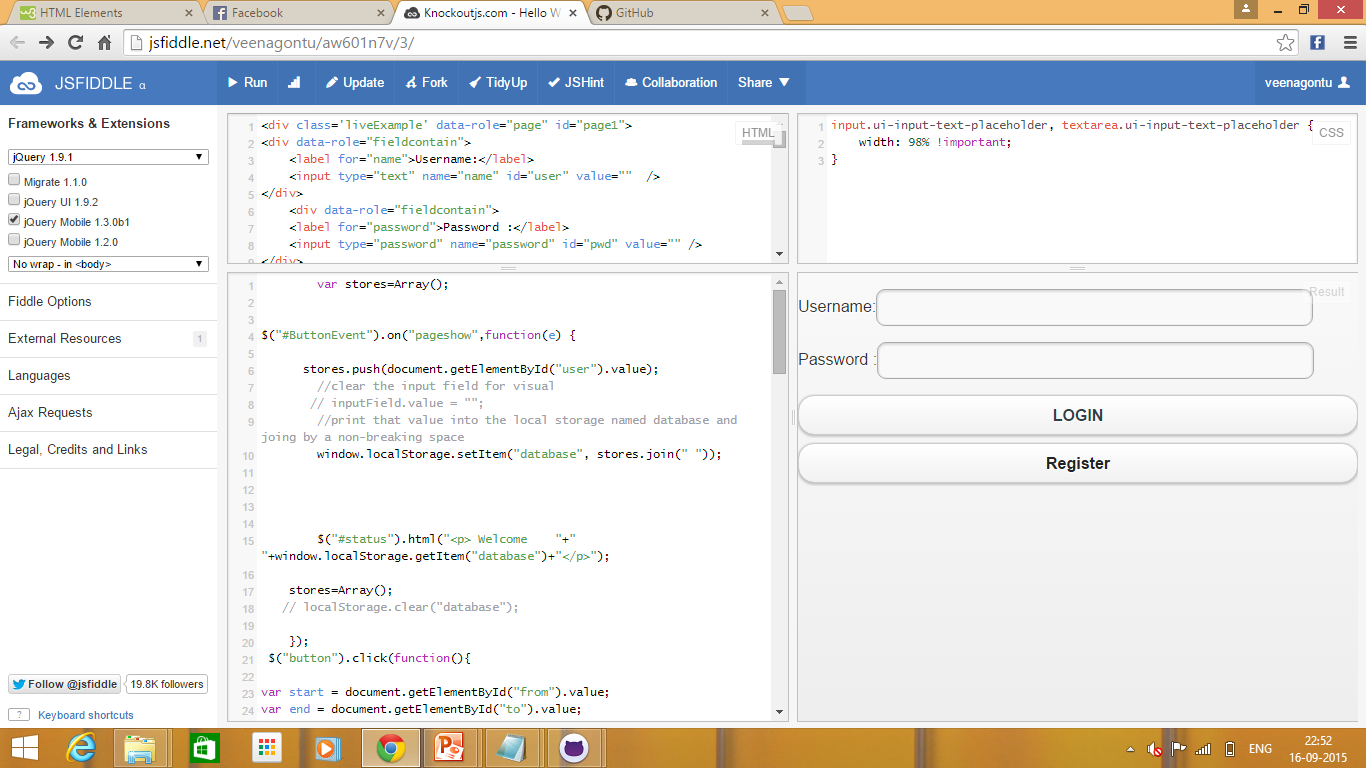 HTML Elements
Facebook
Knockoutjs.com - Hello W
GitHub
jsfiddle.net/veenagontu/aw601n7v/3/
JSFIDDLE α
Run
Update
Fork
TidyUp
JSHint
Collaboration
Share
veenagontu
Frameworks & Extensions
jQuery 1.9.1
Migrate 1.1.0
jQuery UI 1.9.2
jQuery Mobile 1.3.0b1
jQuery Mobile 1.2.0
No wrap - in <body>
Fiddle Options
External Resources 1
Languages
Ajax Requests
Legal, Credits and Links
Follow @jsfiddle 19.8K followers
? Keyboard shortcuts
HTML
1 <div class='liveExample' data-role="page" id="page1">
2 <div data-role="fieldcontain">
3 <label for="name">Username:</label>
4 <input type="text" name="name" id="user" value="" />
5 </div>
6 <div data-role="fieldcontain">
7 <label for="password">Password :</label>
8 <input type="password" name="password" id="pwd" value="" />
9 </div>
CSS
1 input.ui-input-text-placeholder, textarea.ui-input-text-placeholder {
2 width: 98% !important;
3 }
1 var stores=Array();
2
3
4 $("#ButtonEvent").on("pageshow",function(e) {
5
6 stores.push(document.getElementById("user").value);
7 //clear the input field for visual
8 // inputField.value = "";
9 //print that value into the local storage named database and
joing by a non-breaking space
10 window.localStorage.setItem("database", stores.join(" "));
11
12
13
14
15 $("#status").html("<p> Welcome "+"
"+window.localStorage.getItem("database")+"</p>");
16
17 stores=Array();
18 // localStorage.clear("database");
19
20 });
21 $("button").click(function(){
22
23 var start = document.getElementById("from").value;
24 var end = document.getElementById("to").value;
Result
Username:
Password :
LOGIN
Register
ENG
22:52
16-09-2015